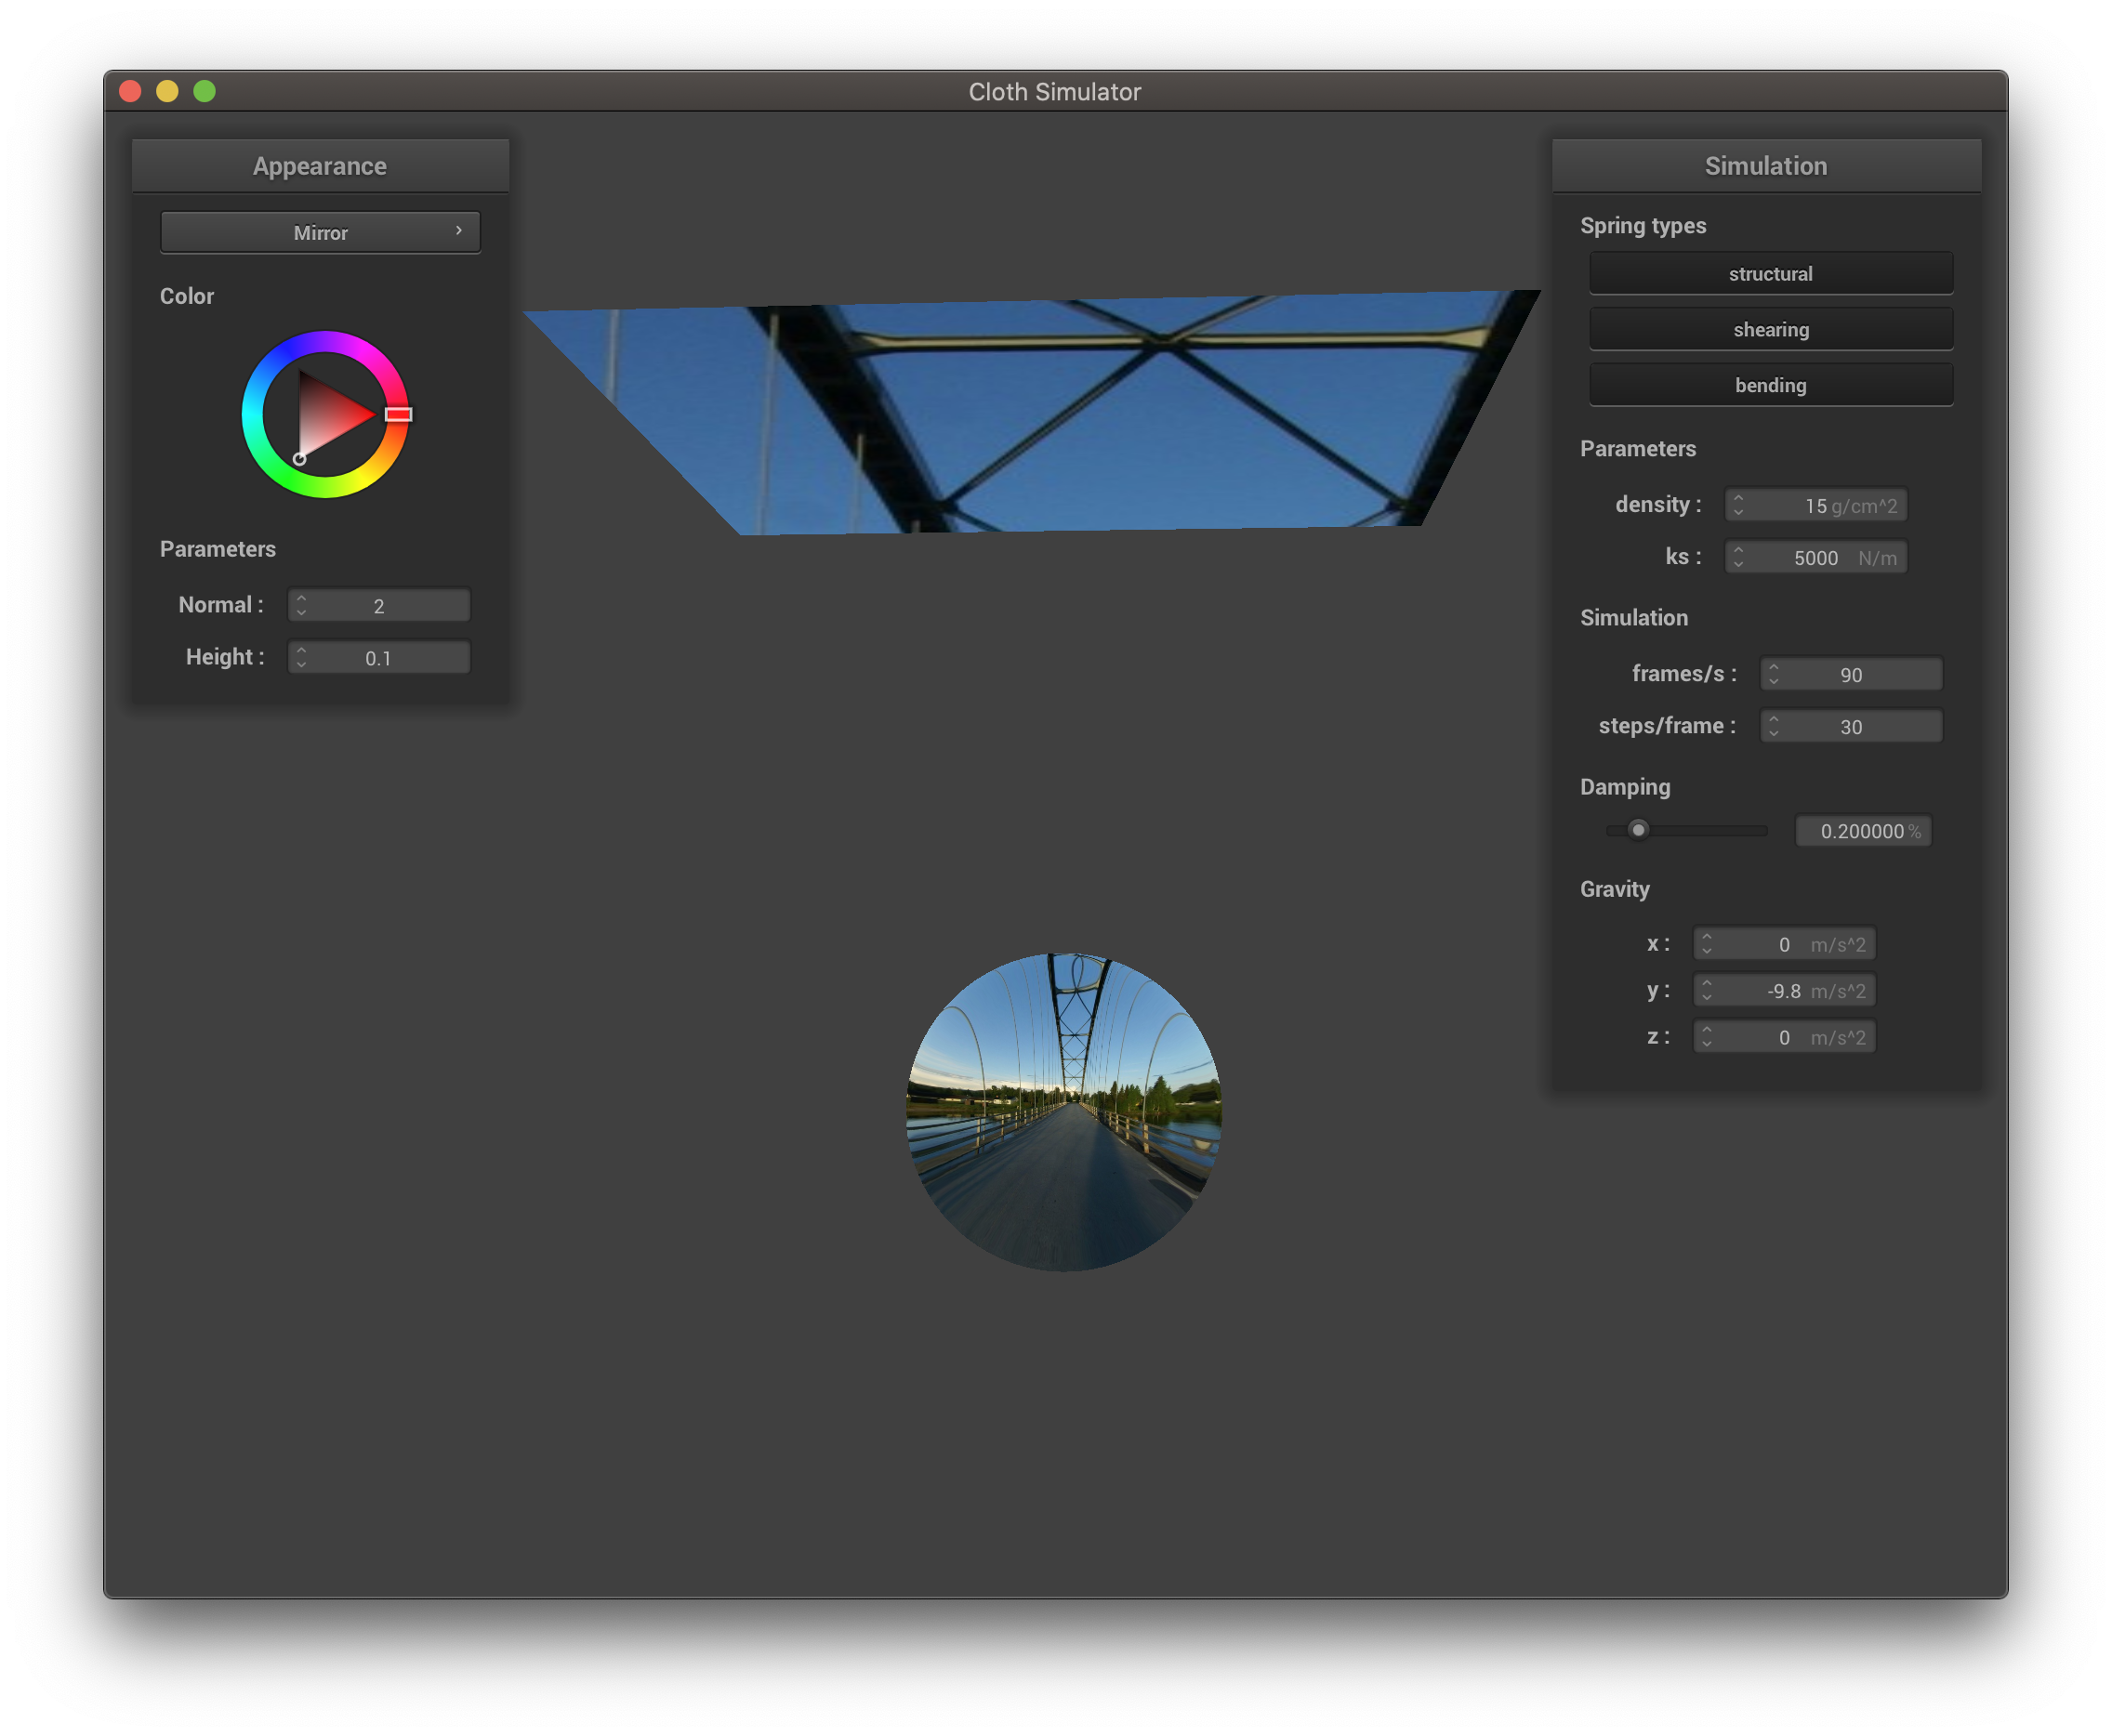 Cloth Simulator
Appearance
Mirror
Color
Parameters
Normal : 2
Height : 0.1
Simulation
Spring types
structural
shearing
bending
Parameters
density : 15 g/cm^2
ks : 5000 N/m
Simulation
frames/s : 90
steps/frame : 30
Damping
0.200000 %
Gravity
x : 0 m/s^2
y : -9.8 m/s^2
z : 0 m/s^2